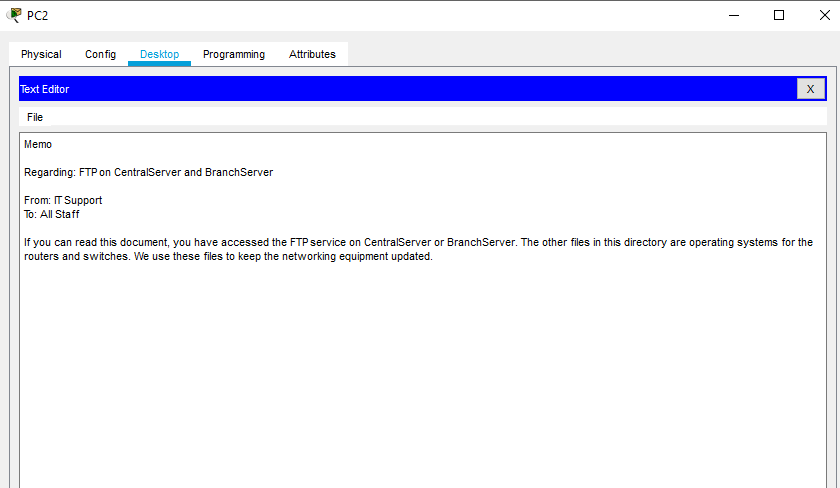 PC2
Physical Config Desktop Programming Attributes
Text Editor X
File
Memo
Regarding: FTP on CentralServer and BranchServer
From: IT Support
To: All Staff
If you can read this document, you have accessed the FTP service on CentralServer or BranchServer. The other files in this directory are operating systems for the
routers and switches. We use these files to keep the networking equipment updated.